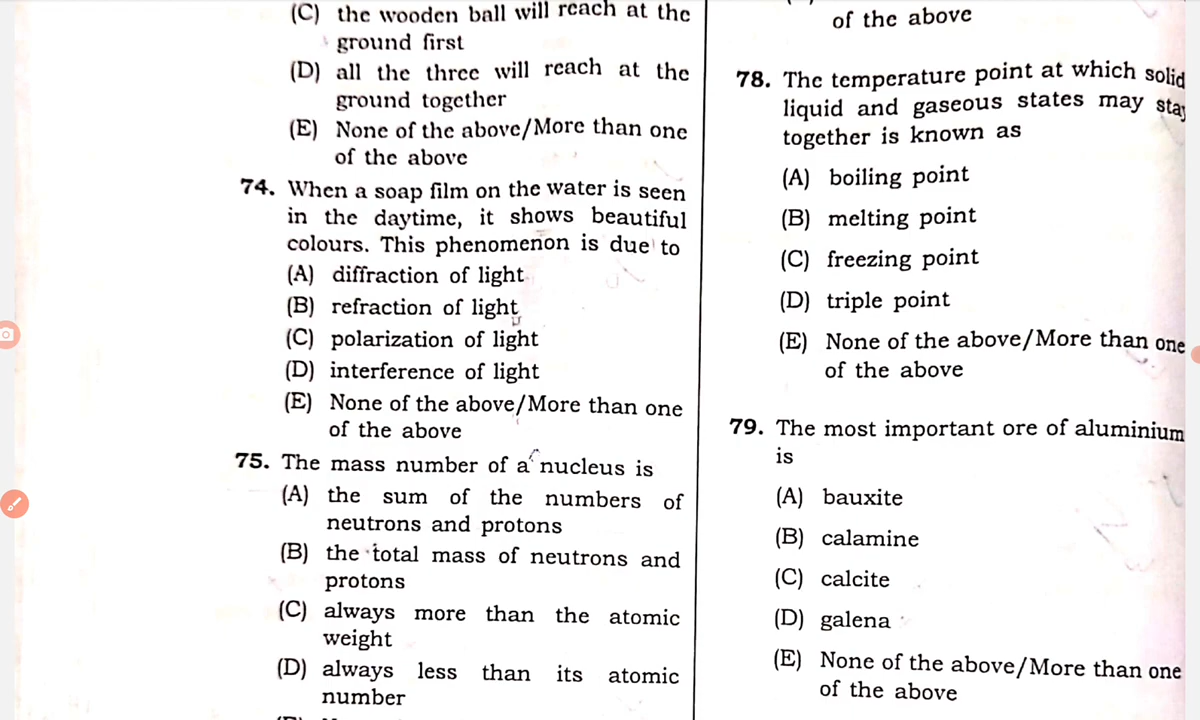 (C) the wooden ball will reach at the
ground first
(D) all the three will reach at the
ground together
(E) None of the above/More than one
of the above
74. When a soap film on the water is seen
in the daytime, it shows beautiful
colours. This phenomenon is due to
(A) diffraction of light
(B) refraction of light
(C) polarization of light
(D) interference of light
(E) None of the above/More than one
of the above
75. The mass number of a nucleus is
(A) the sum of the numbers of
neutrons and protons
(B) the total mass of neutrons and
protons
(C) always more than the atomic
weight
(D) always less than its atomic
number
of the above
78. The temperature point at which solid
liquid and gaseous states may stay
together is known as
(A) boiling point
(B) melting point
(C) freezing point
(D) triple point
(E) None of the above/More than one
of the above
79. The most important ore of aluminium
is
(A) bauxite
(B) calamine
(C) calcite
(D) galena
(E) None of the above/More than one
of the above